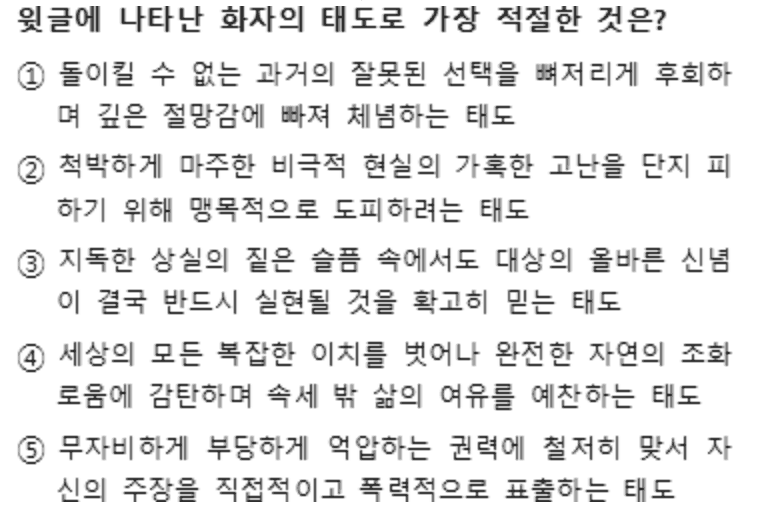 윗글에 나타난 화자의 태도로 가장 적절한 것은?
① 돌이킬 수 없는 과거의 잘못된 선택을 뼈저리게 후회하
며 깊은 절망감에 빠져 체념하는 태도
② 척박하게 마주한 비극적 현실의 가혹한 고난을 단지 피
하기 위해 맹목적으로 도피하려는 태도
③ 지독한 상실의 짙은 슬픔 속에서도 대상의 올바른 신념
이 결국 반드시 실현될 것을 확고히 믿는 태도
④ 세상의 모든 복잡한 이치를 벗어나 완전한 자연의 조화
로움에 감탄하며 속세 밖 삶의 여유를 예찬하는 태도
⑤ 무자비하게 부당하게 억압하는 권력에 철저히 맞서 자
신의 주장을 직접적이고 폭력적으로 표출하는 태도